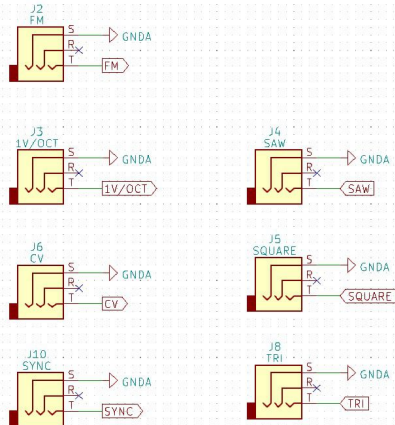 J2
FM
S
GNDA
R
T
FM
J3
1V/OCT
S
GNDA
R
T
1V/OCT
J4
SAW
S
GNDA
R
T
SAW
J6
CV
S
GNDA
R
T
CV
J5
SQUARE
S
GNDA
R
T
SQUARE
J10
SYNC
S
GNDA
R
T
SYNC
J8
TRI
S
GNDA
R
T
TRI